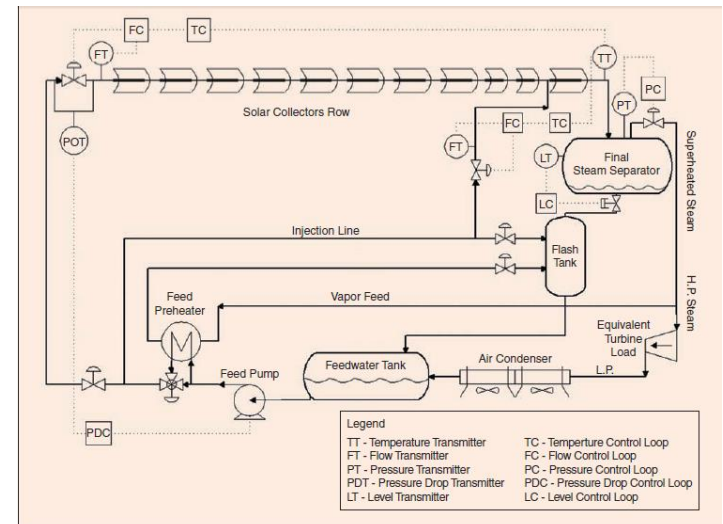 FC
TC
FT
TT
PC
PT
Solar Collectors Row
POT
FC
TC
FT
LT
Final
Steam Separator
LC
Superheated Steam
Injection Line
Flash
Tank
Feed
Preheater
Vapor Feed
H.P. Steam
Equivalent
Turbine
Load
Feedwater Tank
Air Condenser
L.P.
Feed Pump
PDC
Legend
TT - Temperature Transmitter
FT - Flow Transmitter
PT - Pressure Transmitter
PDT - Pressure Drop Transmitter
LT - Level Transmitter
TC - Temperture Control Loop
FC - Flow Control Loop
PC - Pressure Control Loop
PDC - Pressure Drop Control Loop
LC - Level Control Loop